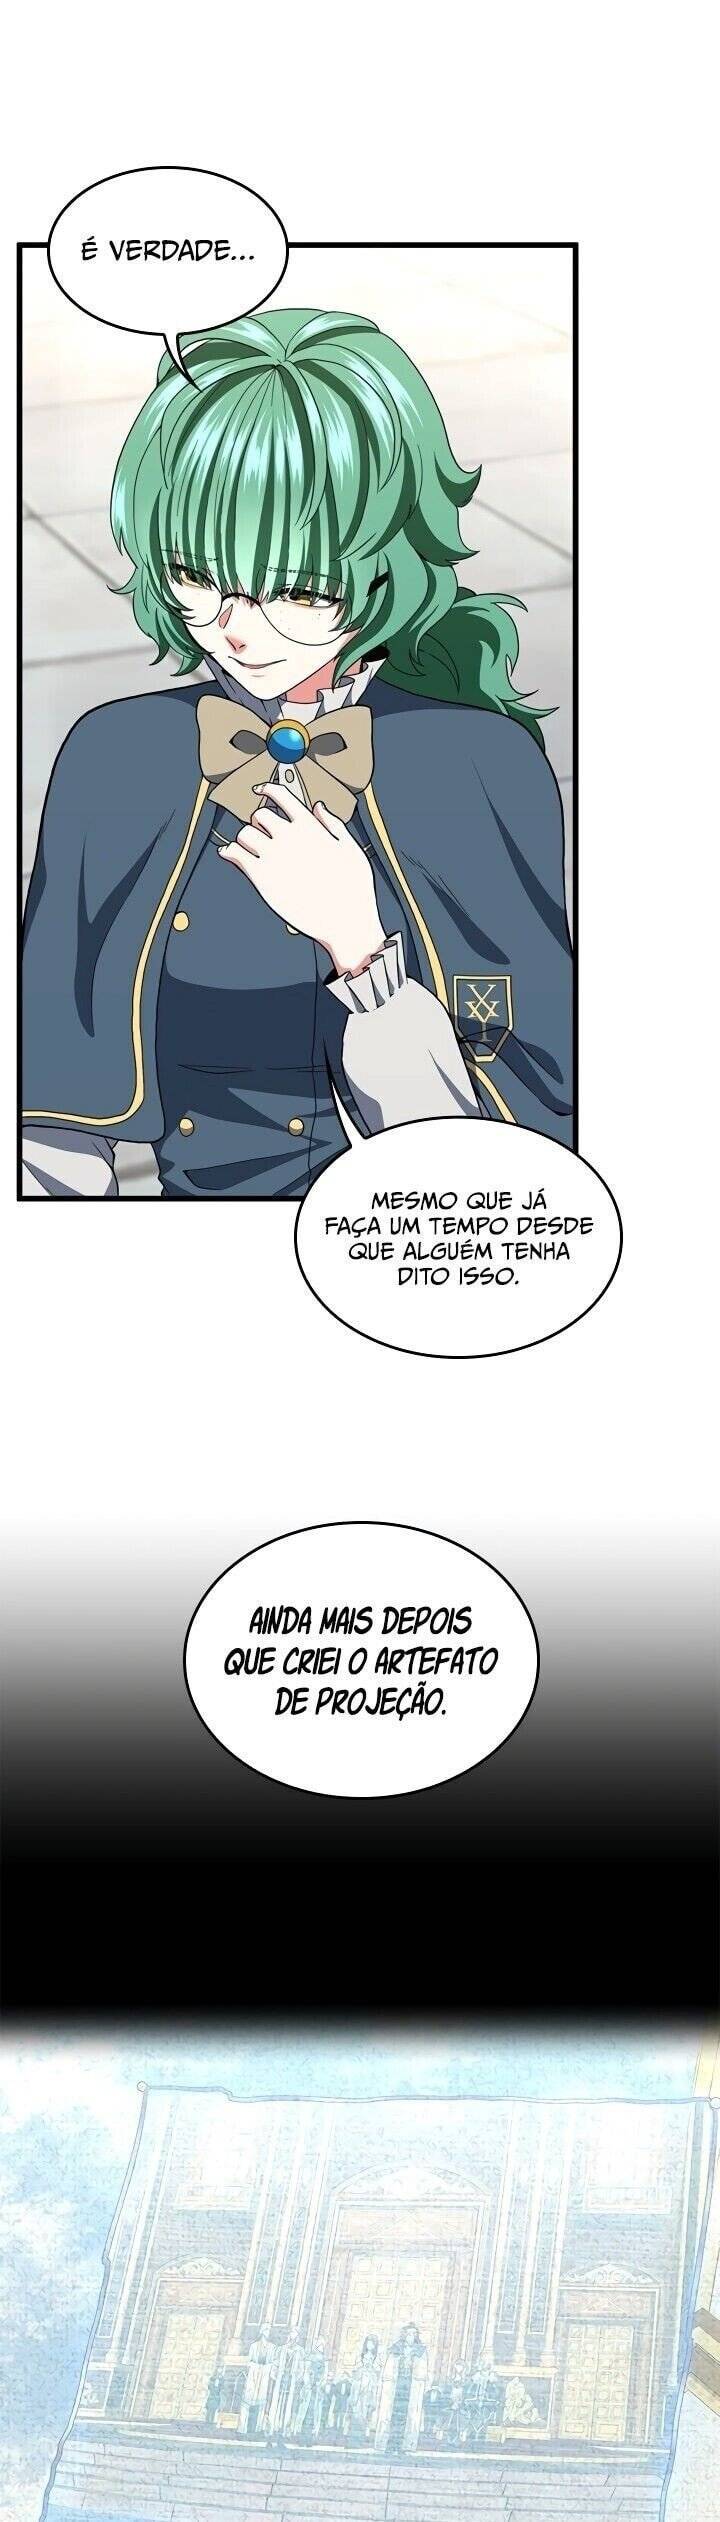 É VERDADE...
MESMO QUE JÁ
FAÇA UM TEMPO DESDE
QUE ALGUÉM TENHA
DITO ISSO.
AINDA MAIS DEPOIS
QUE CRIEI O ARTEFATO
DE PROJEÇÃO.